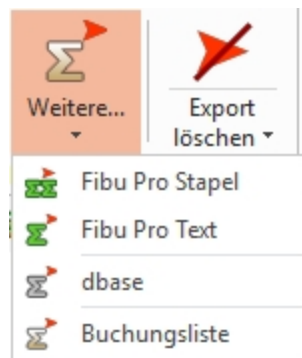 Weitere...
Export
löschen
Fibu Pro Stapel
Fibu Pro Text
dbase
Buchungsliste